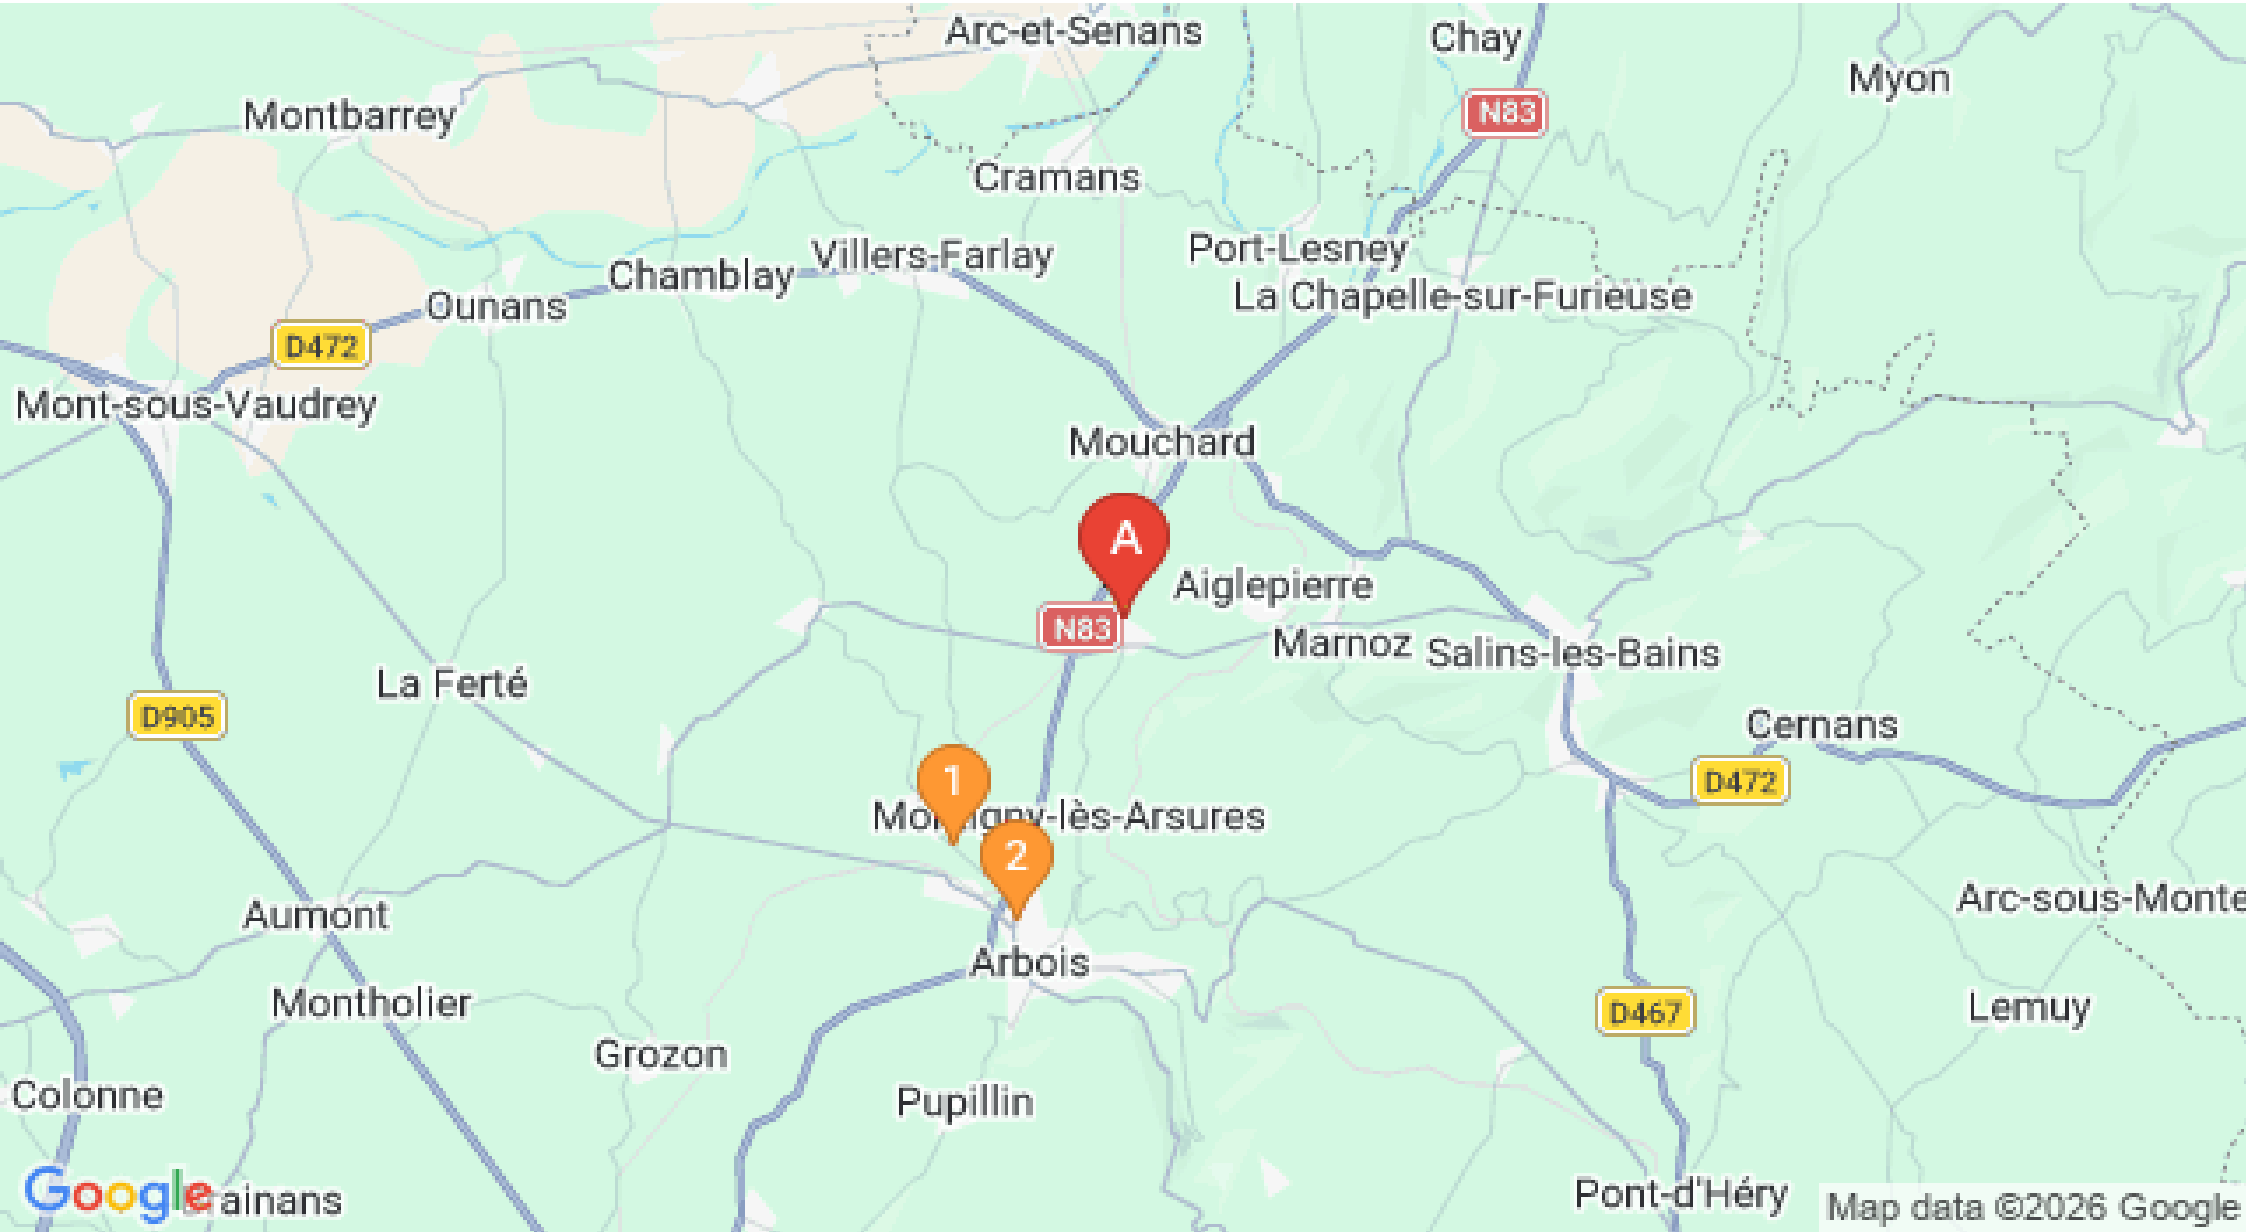 Arc-et-Senans
Chay
Myon
Montbarrey
N83
Cramans
Villers-Farlay
Port-Lesney
Chamblay
La Chapelle-sur-Furieuse
Ounans
D472
Mont-sous-Vaudrey
Mouchard
A
Aiglepierre
N83
Marnoz
Salins-les-Bains
La Ferté
D905
Cernans
D472
1
Montigny-lès-Arsures
2
Arc-sous-Monte
Aumont
Arbois
Montholier
Lemuy
D467
Grozon
Colonne
Pupillin
Google
ainans
Pont-d'Héry
Map data ©2026 Google